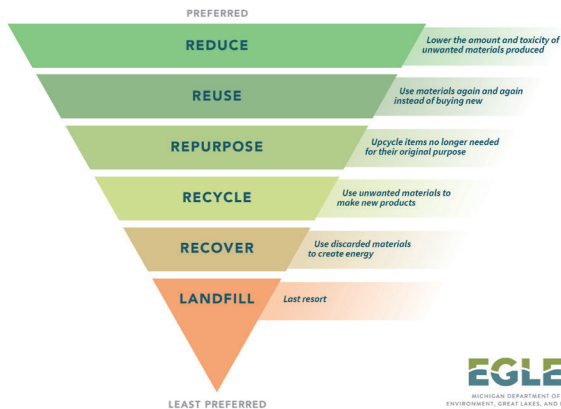 PREFERRED
REDUCE
Lower the amount and toxicity of
unwanted materials produced
REUSE
Use materials again and again
instead of buying new
REPURPOSE
Upcycle items no longer needed
for their original purpose
RECYCLE
Use unwanted materials to
make new products
RECOVER
Use discarded materials
to create energy
LANDFILL
Last resort
LEAST PREFERRED
EGLE
MICHIGAN DEPARTMENT OF
ENVIRONMENT, GREAT LAKES, AND